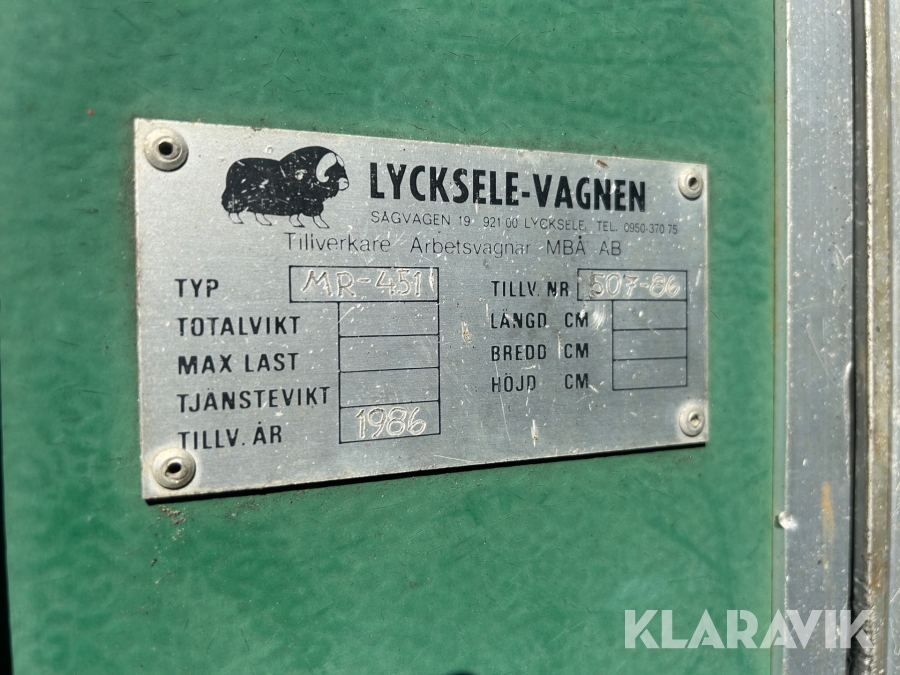 LYCKSELE-VAGNEN
SÅGVÄGEN 19 921 00 LYCKSELE TEL. 0950-370 75
Tillverkare Arbetsvagnar MBÅ AB
TYP MR-451
TOTALVIKT
MAX LAST
TJÄNSTEVIKT
TILLV. ÅR 1986
TILLV. NR 507-86
LÄNGD CM
BREDD CM
HÖJD CM
KLARAVIK